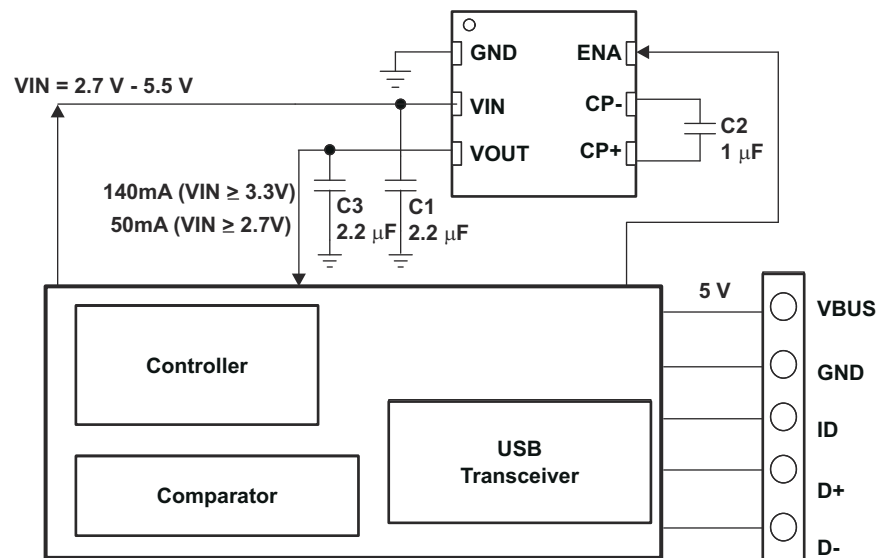 GND
ENA
VIN = 2.7 V - 5.5 V
VIN
CP-
C2
1 μF
VOUT
CP+
140mA (VIN ≥ 3.3V)
50mA (VIN ≥ 2.7V)
C3
2.2 μF
C1
2.2 μF
5 V
VBUS
Controller
GND
ID
USB
Transceiver
D+
Comparator
D-